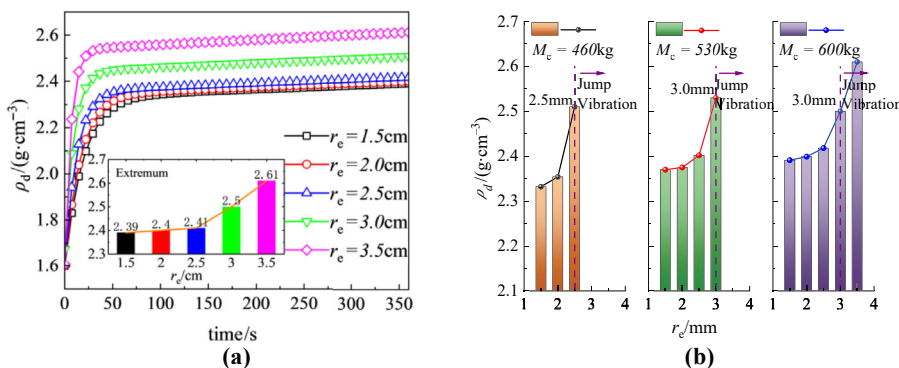 2.6
2.4
2.2
2.0
1.8
1.6
ρd/(g·cm⁻³)
re=1.5cm
re=2.0cm
re=2.5cm
re=3.0cm
re=3.5cm
Extremum
2.7
2.6
2.5
2.4
2.3
2.39
2.4
2.41
2.5
2.61
1.5
2
2.5
3
3.5
re/cm
0
50
100
150
200
250
300
350
time/s
(a)
2.7
2.6
2.5
2.4
2.3
2.2
2.1
ρd/(g·cm⁻³)
Mc = 460kg
2.5mm
Jump
Vibration
1 2 3 4
Mc = 530kg
3.0mm
Jump
Vibration
1 2 3 4
Mc = 600kg
3.0mm
Jump
Vibration
1 2 3 4
re/mm
(b)